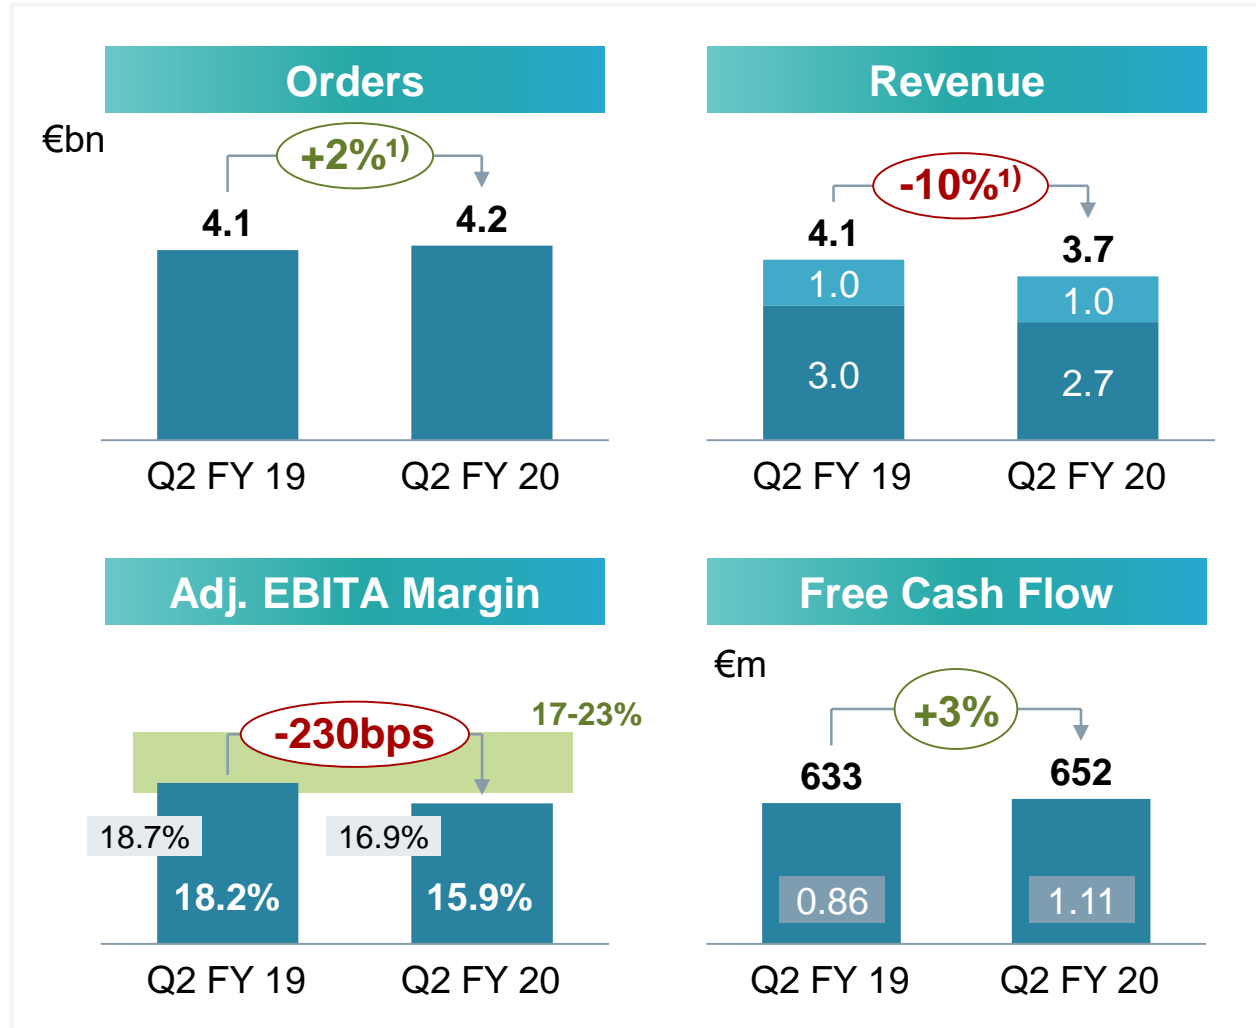 Orders
€bn
+2%1)
4.1
4.2
Q2 FY 19
Q2 FY 20
Revenue
-10%1)
4.1
3.7
1.0
1.0
3.0
2.7
Q2 FY 19
Q2 FY 20
Adj. EBITA Margin
17-23%
-230bps
18.7%
16.9%
18.2%
15.9%
Q2 FY 19
Q2 FY 20
Free Cash Flow
€m
+3%
633
652
0.86
1.11
Q2 FY 19
Q2 FY 20